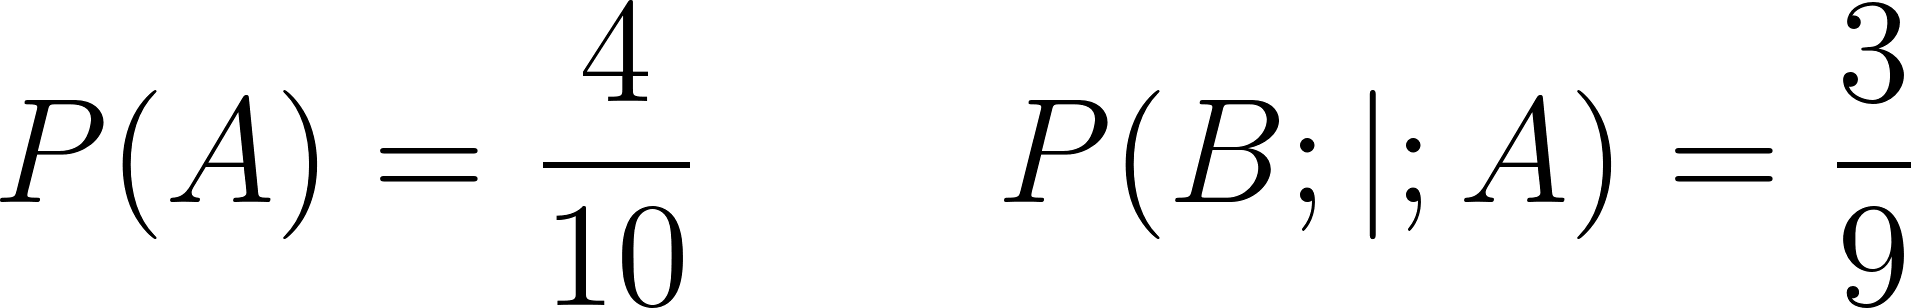 P(A) = 4/10    P(B; |; A) = 3/9